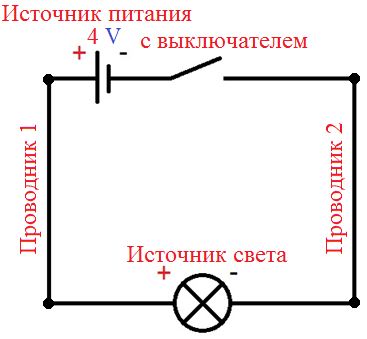 Источник питания
+ 4 V -
с выключателем
Проводник 1
Проводник 2
Источник света
+ -